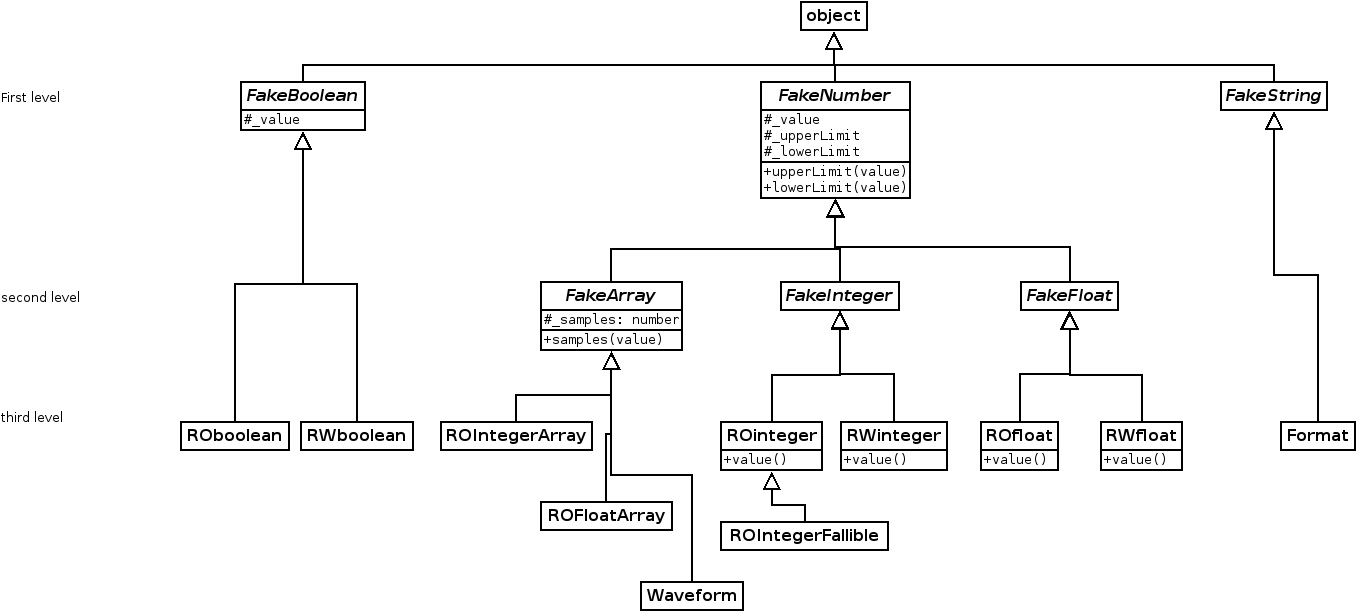 object
First level
FakeBoolean
#_value
FakeNumber
#_value
#_upperLimit
#_lowerLimit
+upperLimit(value)
+lowerLimit(value)
FakeString
second level
FakeArray
#_samples: number
+samples(value)
FakeInteger
FakeFloat
third level
ROboolean
RWboolean
ROIntegerArray
ROinteger
+value()
RWinteger
+value()
ROfloat
+value()
RWfloat
+value()
Format
ROFloatArray
ROIntegerFallible
Waveform